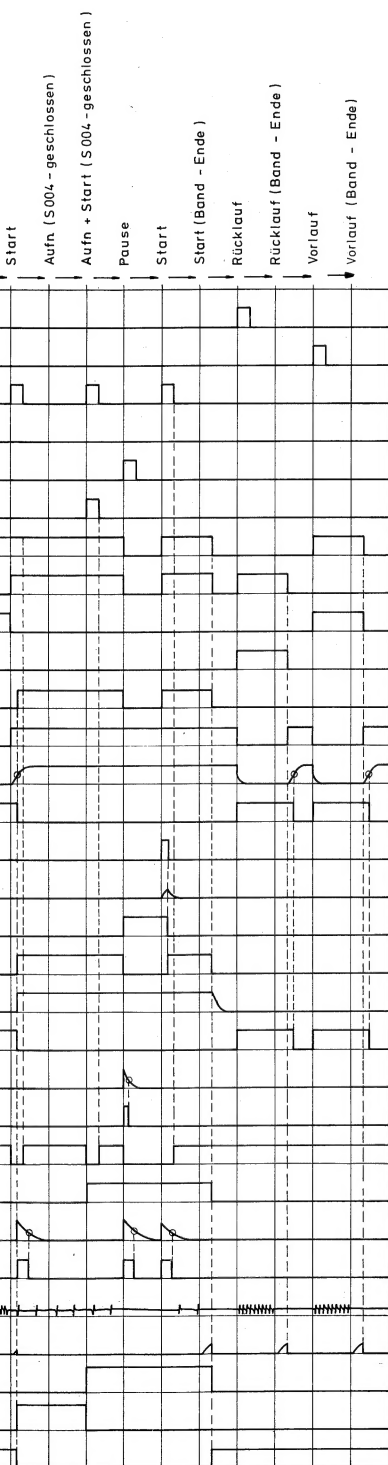 Start
Aufn (S004-geschlossen)
Aufn + Start (S004-geschlossen)
Pause
Start
Start (Band - Ende)
Rücklauf
Rücklauf (Band - Ende)
Vorlauf
Vorlauf (Band - Ende)